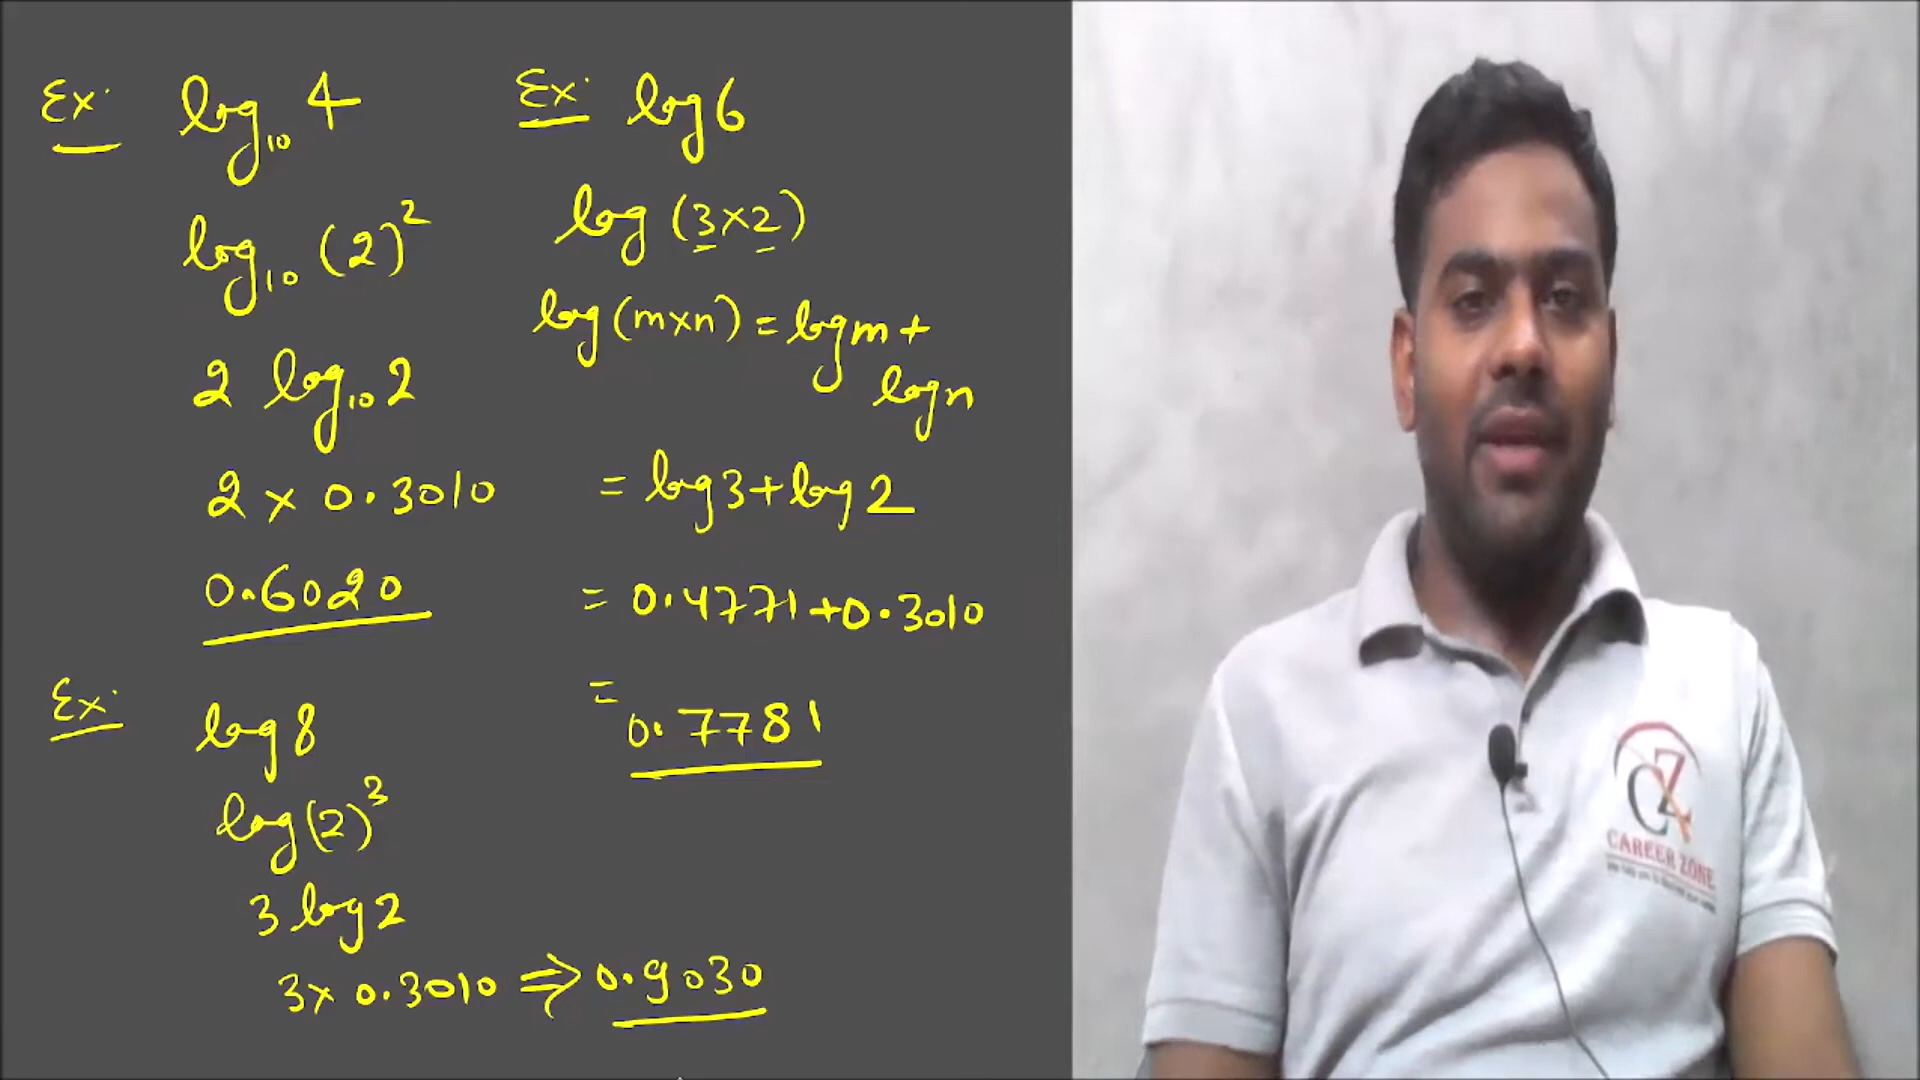 Ex:
log₁₀ 4
log₁₀ (2)²
2 log₁₀ 2
2 × 0.3010
0.6020
Ex:
log 8
log (2)³
3 log 2
3 × 0.3010 ⇒ 0.9030
Ex: log 6
log (3×2)
log (m×n) = log m +
log n
= log 3 + log 2
= 0.4771 + 0.3010
=
0.7781
CZ
CAREER ZONE